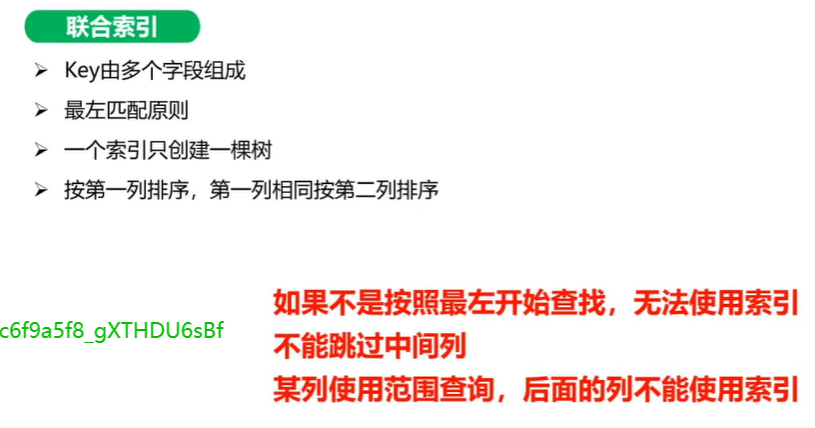 联合索引
Key由多个字段组成
最左匹配原则
一个索引只创建一棵树
按第一列排序，第一列相同按第二列排序
如果不是按照最左开始查找，无法使用索引
c6f9a5f8_gXTHDU6sBf
不能跳过中间列
某列使用范围查询，后面的列不能使用索引